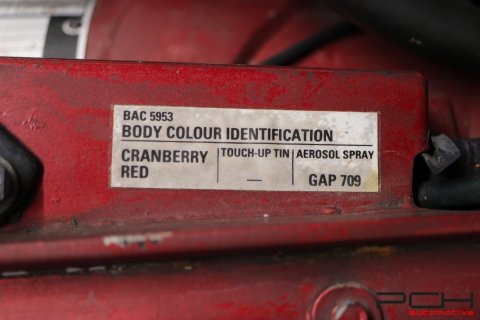 BAC 5953
BODY COLOUR IDENTIFICATION
CRANBERRY RED
TOUCH-UP TIN
—
AEROSOL SPRAY
GAP 709
PCH
automotive